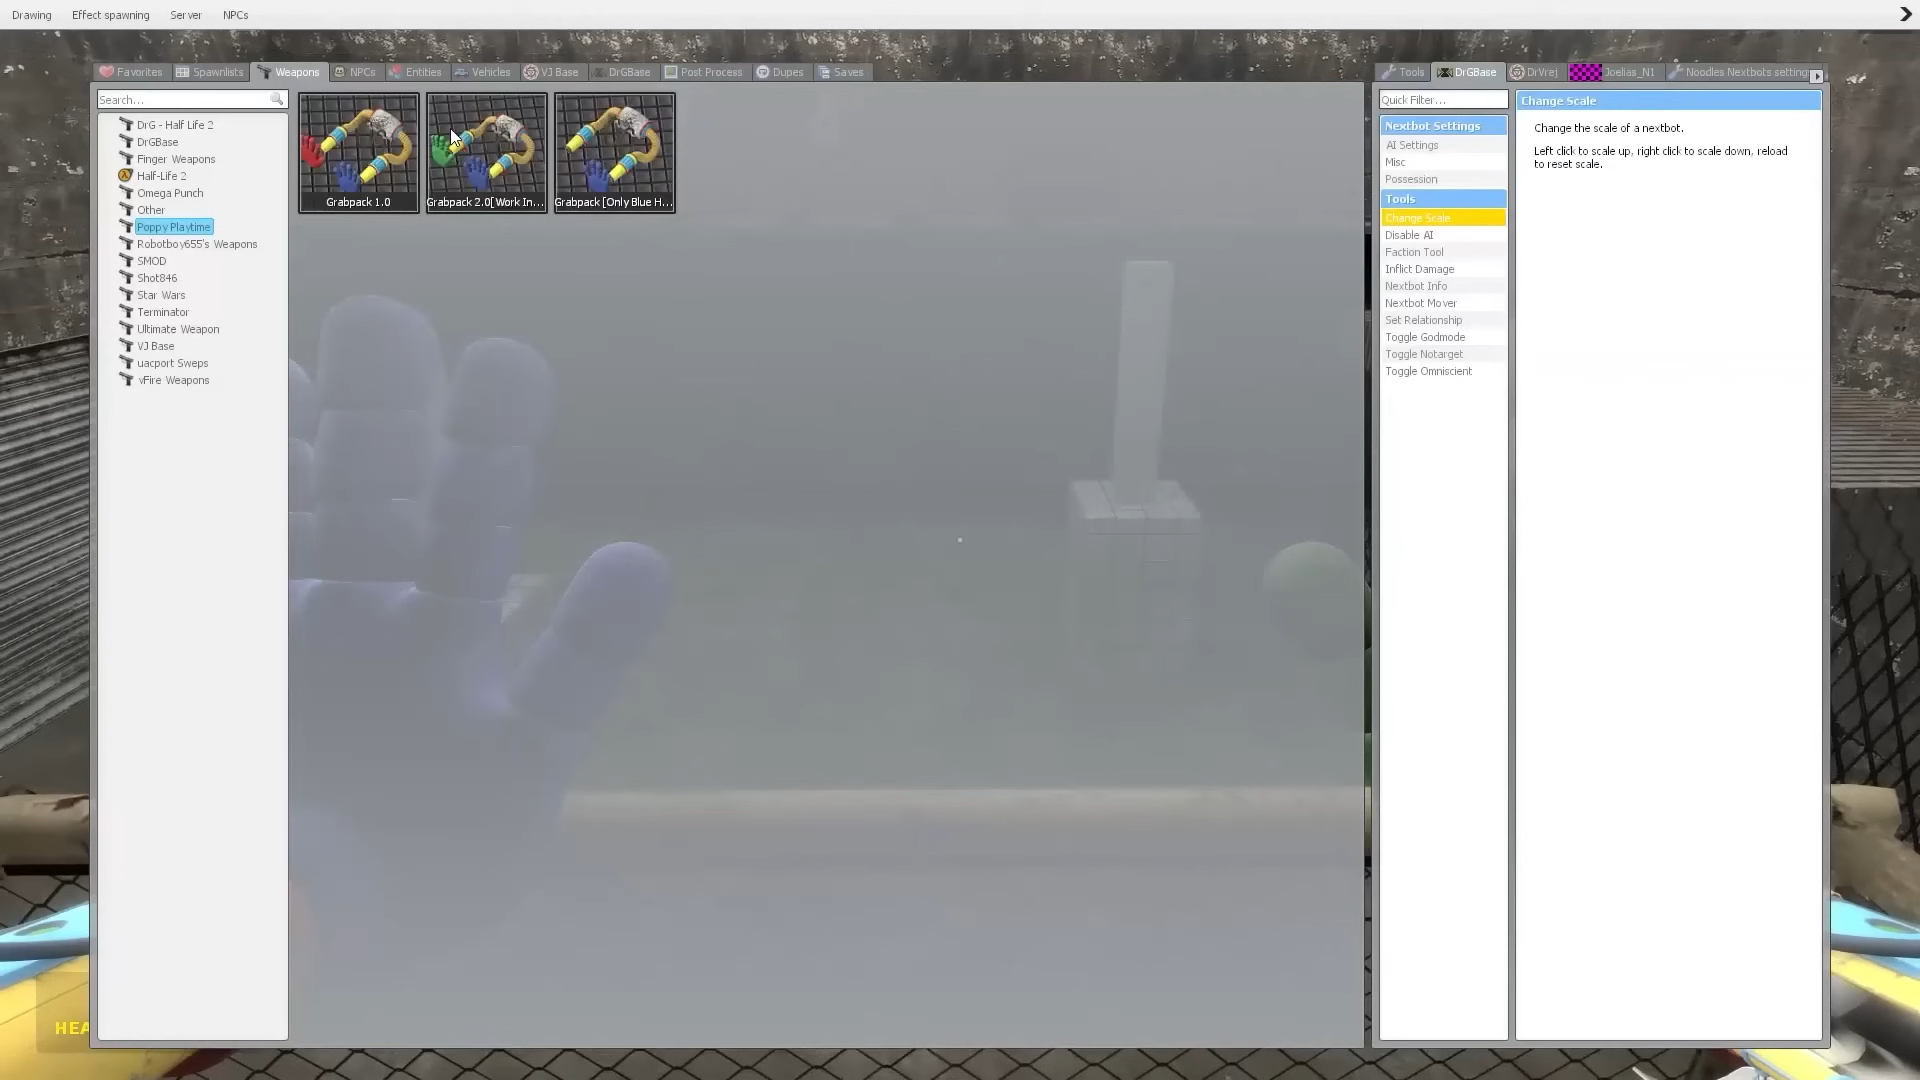 Drawing Effect spawning Server NPCs
Favorites Spawnlists Weapons NPCs Entities Vehicles VJ Base DrGBase Post Process Dupes Saves
Tools DrGBase DrVrej Joelias_N1 Noodles Nextbots setting
Search...
DrG - Half Life 2
DrGBase
Finger Weapons
Half-Life 2
Omega Punch
Other
Poppy Playtime
Robotboy655's Weapons
SMOD
Shot846
Star Wars
Terminator
Ultimate Weapon
VJ Base
uacport Sweps
vFire Weapons
Grabpack 1.0
Grabpack 2.0[Work In...
Grabpack [Only Blue H...
Quick Filter...
Nextbot Settings
AI Settings
Misc
Possession
Tools
Change Scale
Disable AI
Faction Tool
Inflict Damage
Nextbot Info
Nextbot Mover
Set Relationship
Toggle Godmode
Toggle Notarget
Toggle Omniscient
Change Scale
Change the scale of a nextbot.
Left click to scale up, right click to scale down, reload
to reset scale.
HEA